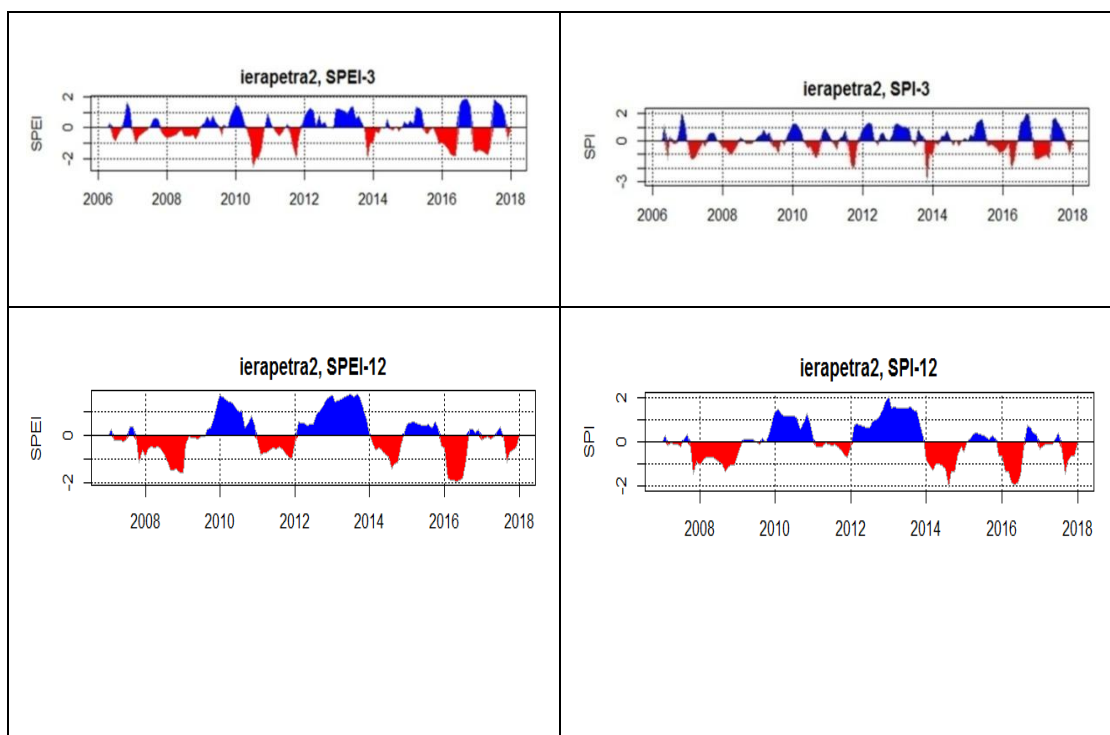 ierapetra2, SPEI-3
SPEI
2
0
-2
2006 2008 2010 2012 2014 2016 2018
ierapetra2, SPI-3
SPI
2
0
-3
2006 2008 2010 2012 2014 2016 2018
ierapetra2, SPEI-12
SPEI
0
-2
2008 2010 2012 2014 2016 2018
ierapetra2, SPI-12
SPI
2
0
-2
2008 2010 2012 2014 2016 2018